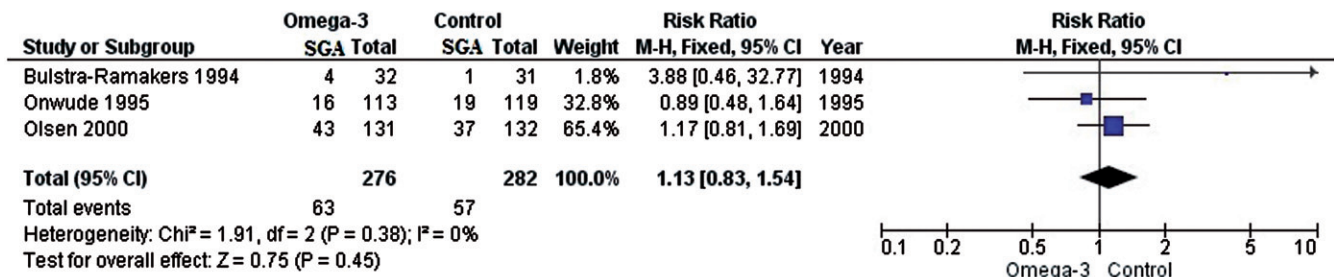 Omega-3 Control Risk Ratio Risk Ratio
Study or Subgroup SGA Total SGA Total Weight M-H, Fixed, 95% CI Year M-H, Fixed, 95% CI
Bulstra-Ramakers 1994 4 32 1 31 1.8% 3.88 [0.46, 32.77] 1994
Onwude 1995 16 113 19 119 32.8% 0.89 [0.48, 1.64] 1995
Olsen 2000 43 131 37 132 65.4% 1.17 [0.81, 1.69] 2000
Total (95% CI) 276 282 100.0% 1.13 [0.83, 1.54]
Total events 63 57
Heterogeneity: Chi² = 1.91, df = 2 (P = 0.38); I² = 0%
Test for overall effect: Z = 0.75 (P = 0.45)
0.1 0.2 0.5 1 2 5 10
Omega-3 Control